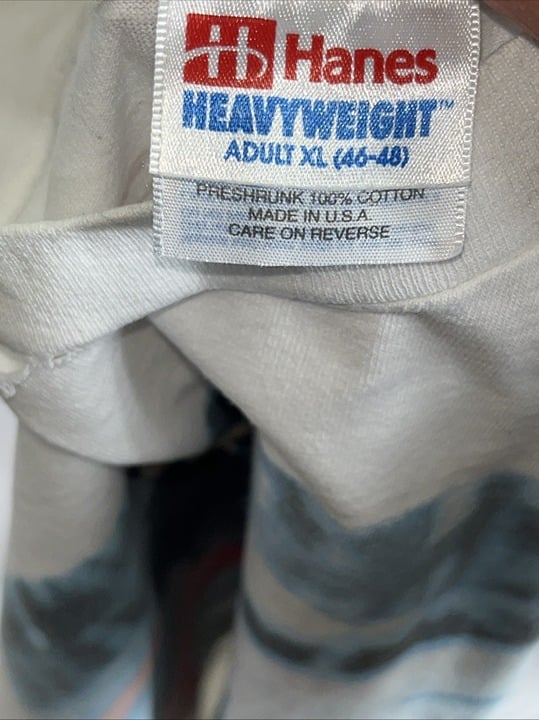 Hanes
HEAVYWEIGHT™
ADULT XL (46-48)
PRESHRUNK 100% COTTON
MADE IN U.S.A.
CARE ON REVERSE